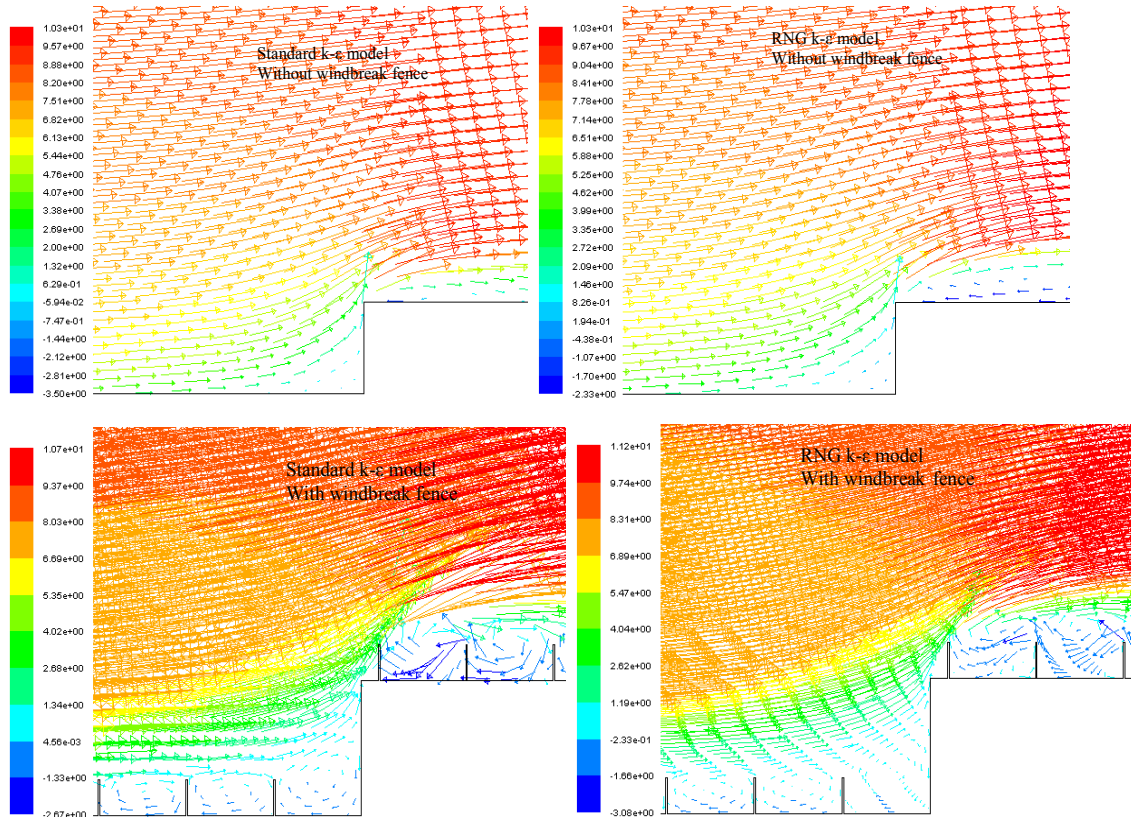 Standard k-ε model
Without windbreak fence
1.03e+01
9.57e+00
8.88e+00
8.20e+00
7.51e+00
6.82e+00
6.13e+00
5.44e+00
4.76e+00
4.07e+00
3.38e+00
2.69e+00
2.00e+00
1.32e+00
6.29e-01
-5.94e-02
-7.47e-01
-1.44e+00
-2.12e+00
-2.81e+00
-3.50e+00
RNG k-ε model
Without windbreak fence
1.03e+01
9.67e+00
9.04e+00
8.41e+00
7.78e+00
7.14e+00
6.51e+00
5.88e+00
5.25e+00
4.62e+00
3.99e+00
3.35e+00
2.72e+00
2.09e+00
1.46e+00
8.26e-01
1.94e-01
-4.38e-01
-1.07e+00
-1.70e+00
-2.33e+00
Standard k-ε model
With windbreak fence
1.07e+01
9.37e+00
8.03e+00
6.69e+00
5.35e+00
4.02e+00
2.68e+00
1.34e+00
4.56e-03
-1.33e+00
-2.67e+00
RNG k-ε model
With windbreak fence
1.12e+01
9.74e+00
8.31e+00
6.89e+00
5.47e+00
4.04e+00
2.62e+00
1.19e+00
-2.33e-01
-1.66e+00
-3.08e+00